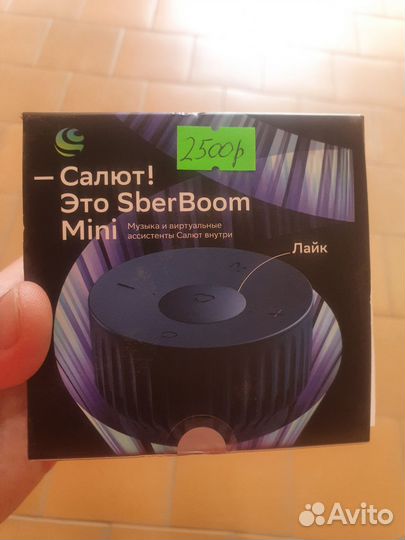 2500р
— Салют!
Это SberBoom
Mini
Музыка и виртуальные
ассистенты Салют внутри
Лайк
Avito